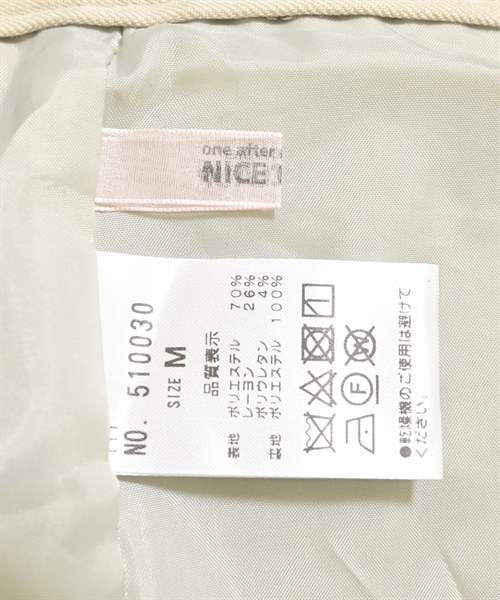 one after
NICE
NO. 510030
SIZE M
品質表示
表地 ポリエステル 70%
レーヨン 26%
ポリウレタン 4%
裏地 ポリエステル 100%
F
●乾燥機のご使用は避けて
ください。